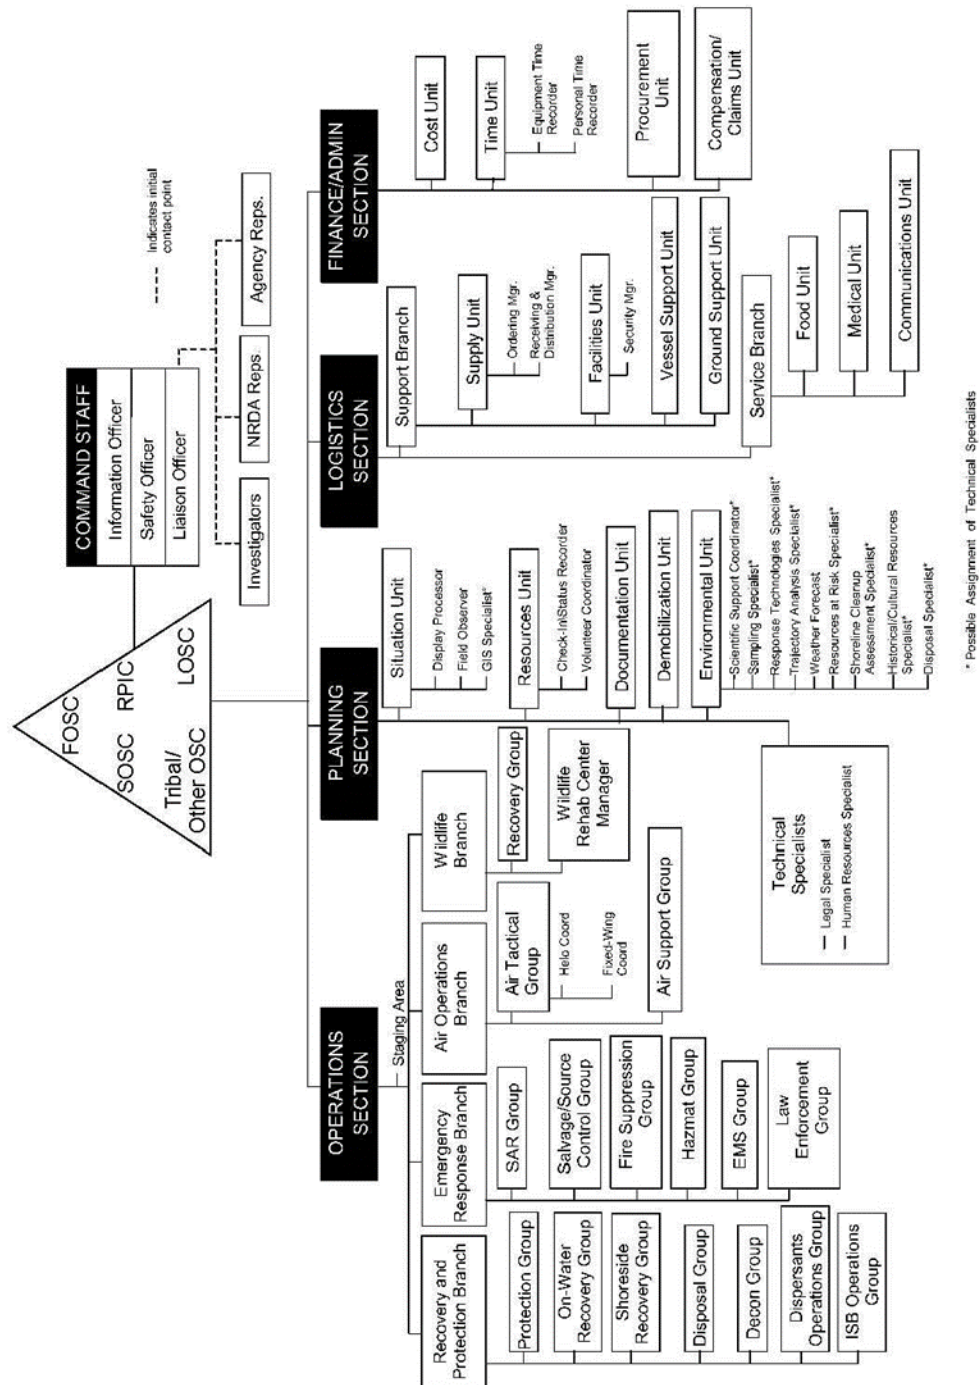 FOSC
SOSC RPIC
Tribal/
Other OSC
LOSC
COMMAND STAFF
Information Officer
Safety Officer
Liaison Officer
Indicates initial
contact point
Investigators
NRDA Reps.
Agency Reps.
OPERATIONS
SECTION
Staging Area
Recovery and
Protection Branch
Protection Group
On-Water
Recovery Group
Shoreside
Recovery Group
Disposal Group
Decon Group
Dispersants
Operations Group
ISB Operations
Group
Emergency
Response Branch
SAR Group
Salvage/Source
Control Group
Fire Suppression
Group
Hazmat Group
EMS Group
Law
Enforcement
Group
Air Operations
Branch
Air Tactical
Group
Helo Coord
Fixed-Wing
Coord
Air Support Group
Wildlife
Branch
Recovery Group
Wildlife
Rehab Center
Manager
PLANNING
SECTION
Situation Unit
Display Processor
Field Observer
GIS Specialist*
Resources Unit
Check-In\Status Recorder
Volunteer Coordinator
Documentation Unit
Demobilization Unit
Environmental Unit
Scientific Support Coordinator*
Sampling Specialist*
Response Technologies Specialist*
Trajectory Analysis Specialist*
Weather Forecast
Resources at Risk Specialist*
Shoreline Cleanup
Assessment Specialist*
Historical/Cultural Resources
Specialist*
Disposal Specialist*
Technical
Specialists
Legal Specialist
Human Resources Specialist
LOGISTICS
SECTION
Support Branch
Supply Unit
Ordering Mgr.
Receiving &
Distribution Mgr.
Facilities Unit
Security Mgr.
Vessel Support Unit
Ground Support Unit
Service Branch
Food Unit
Medical Unit
Communications Unit
FINANCE/ADMIN
SECTION
Cost Unit
Time Unit
Equipment Time
Recorder
Personal Time
Recorder
Procurement
Unit
Compensation/
Claims Unit
* Possible Assignment of Technical Specialists